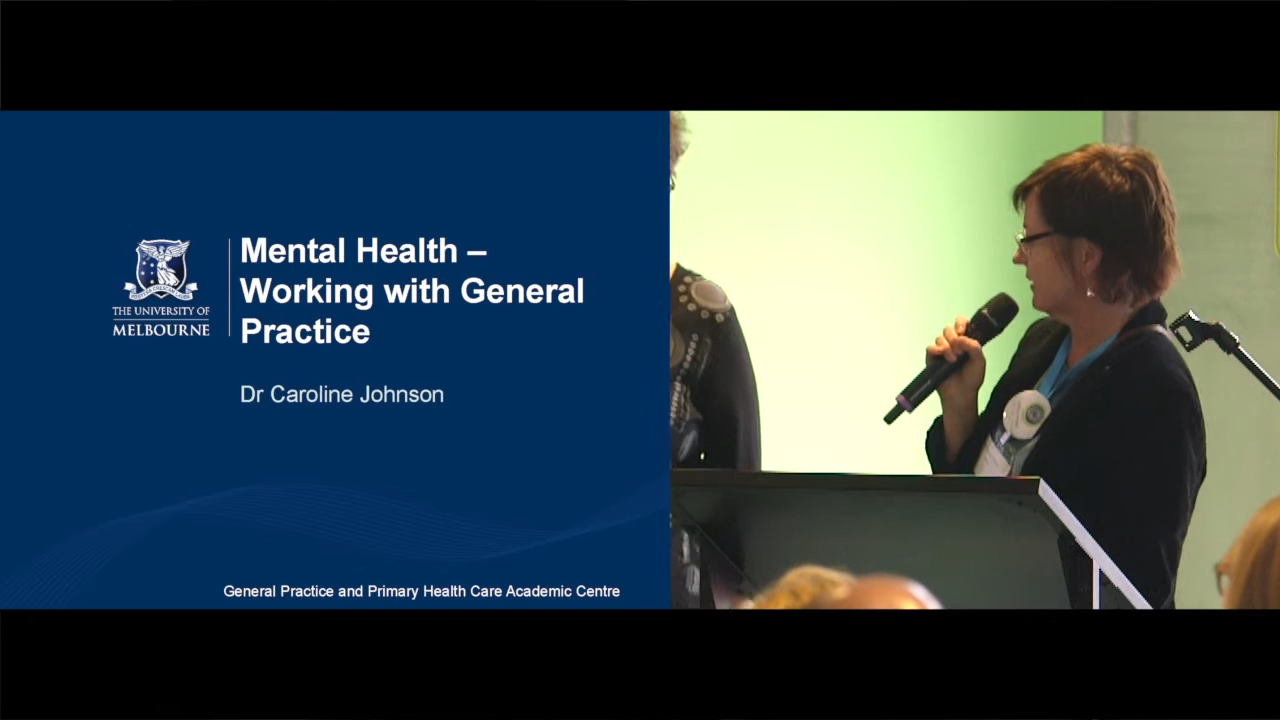 Mental Health –
Working with General
Practice
THE UNIVERSITY OF
MELBOURNE
Dr Caroline Johnson
General Practice and Primary Health Care Academic Centre